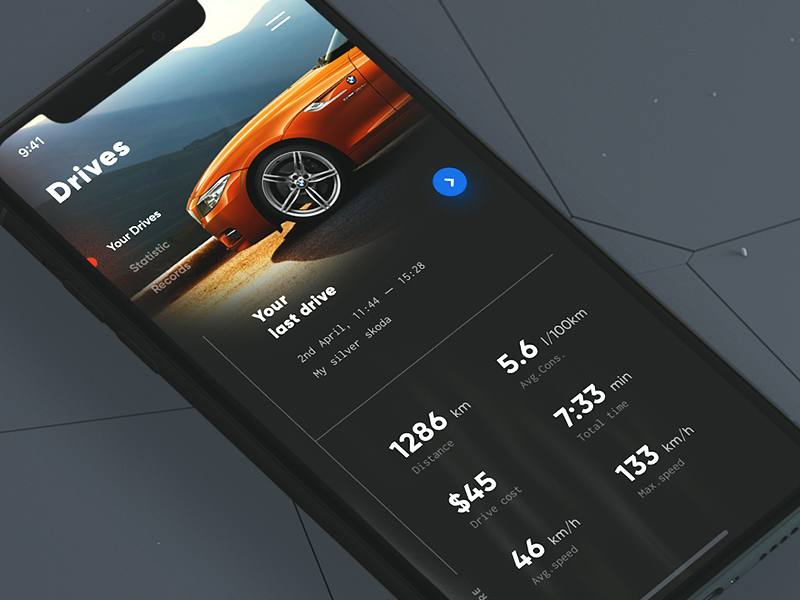 9:41
Drives
Your Drives
Statistic
Records
Your
last drive
2nd April, 11:44 — 15:28
My silver skoda
1286 km
Distance
5.6 l/100km
Avg.Cons.
$45
Drive cost
7:33 min
Total time
46 km/h
Avg.speed
133 km/h
Max.speed